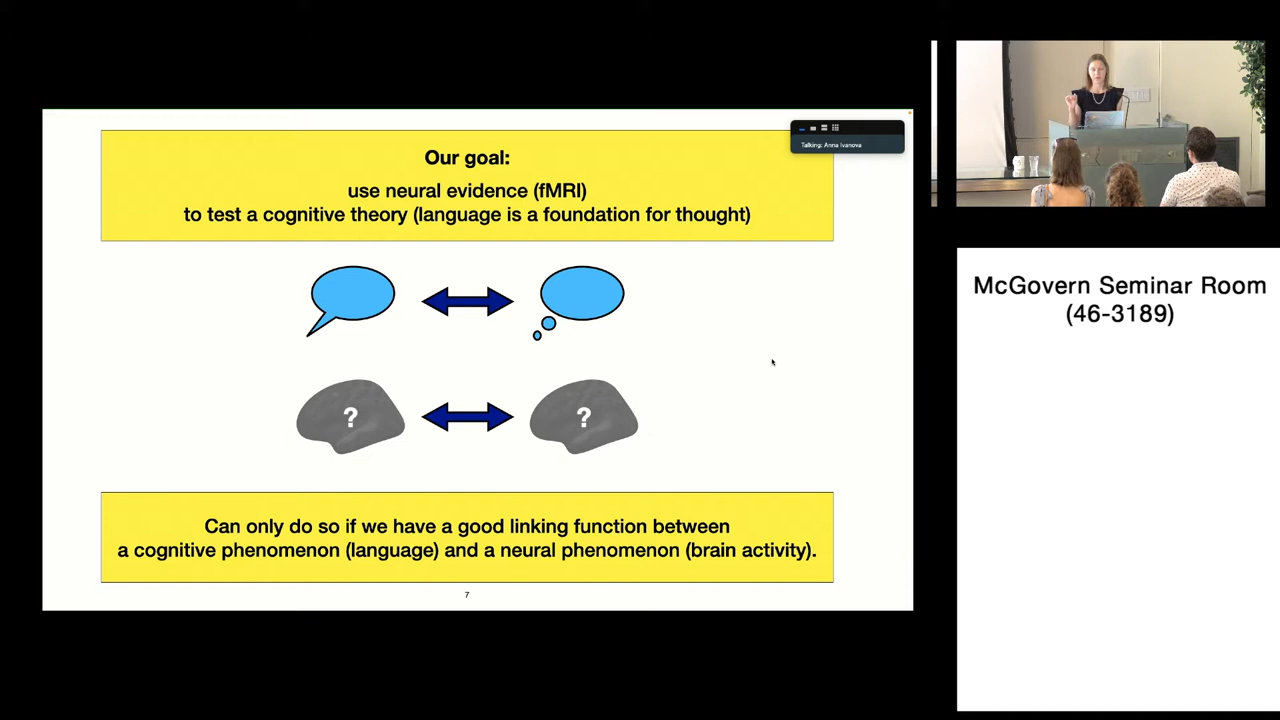 Our goal:
use neural evidence (fMRI)
to test a cognitive theory (language is a foundation for thought)
Talking: Anna Ivanova
?
?
Can only do so if we have a good linking function between
a cognitive phenomenon (language) and a neural phenomenon (brain activity).
7
McGovern Seminar Room
(46-3189)